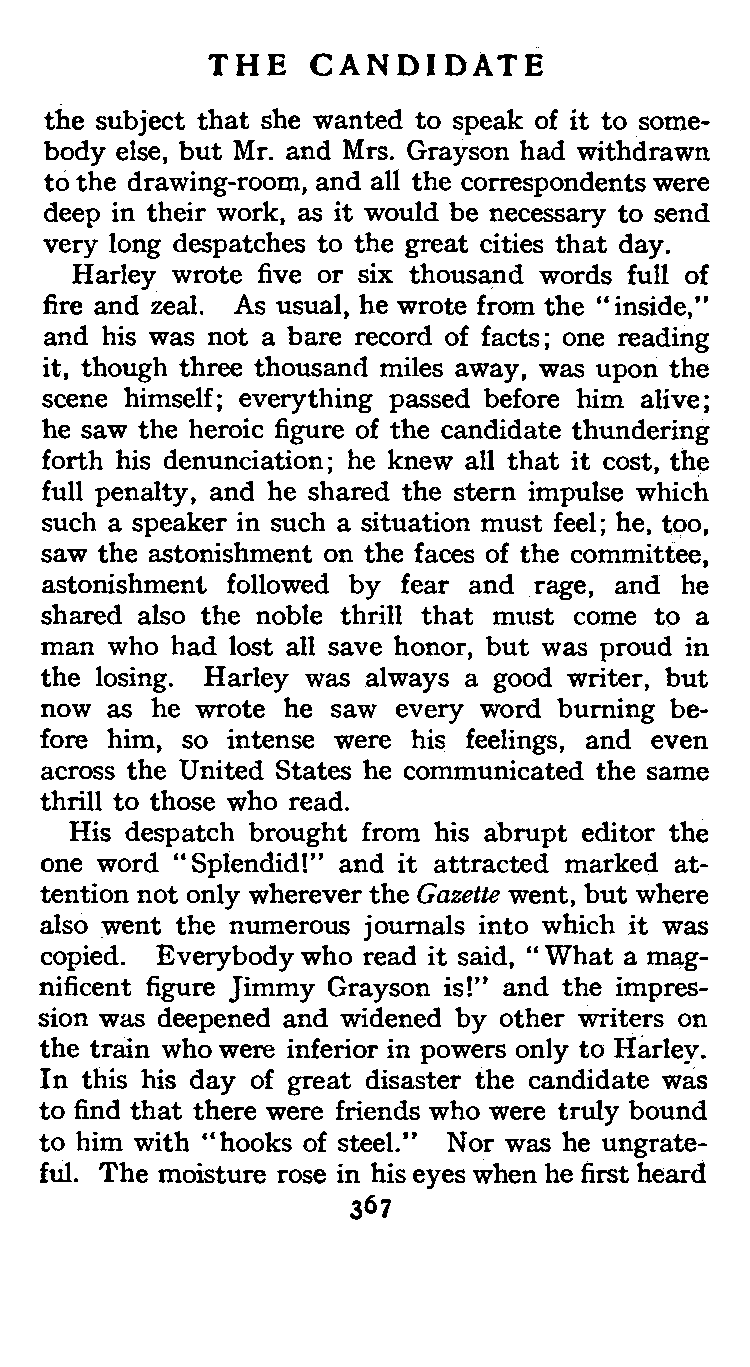 THE CANDIDATE
the subject that she wanted to speak of it to some-
body else, but Mr. and Mrs. Grayson had withdrawn
to the drawing-room, and all the correspondents were
deep in their work, as it would be necessary to send
very long despatches to the great cities that day.
Harley wrote five or six thousand words full of
fire and zeal. As usual, he wrote from the "inside,"
and his was not a bare record of facts; one reading
it, though three thousand miles away, was upon the
scene himself; everything passed before him alive;
he saw the heroic figure of the candidate thundering
forth his denunciation; he knew all that it cost, the
full penalty, and he shared the stern impulse which
such a speaker in such a situation must feel; he, too,
saw the astonishment on the faces of the committee,
astonishment followed by fear and rage, and he
shared also the noble thrill that must come to a
man who had lost all save honor, but was proud in
the losing. Harley was always a good writer, but
now as he wrote he saw every word burning be-
fore him, so intense were his feelings, and even
across the United States he communicated the same
thrill to those who read.
His despatch brought from his abrupt editor the
one word "Splendid!" and it attracted marked at-
tention not only wherever the Gazette went, but where
also went the numerous journals into which it was
copied. Everybody who read it said, "What a mag-
nificent figure Jimmy Grayson is!" and the impres-
sion was deepened and widened by other writers on
the train who were inferior in powers only to Harley.
In this his day of great disaster the candidate was
to find that there were friends who were truly bound
to him with "hooks of steel." Nor was he ungrate-
ful. The moisture rose in his eyes when he first heard
367